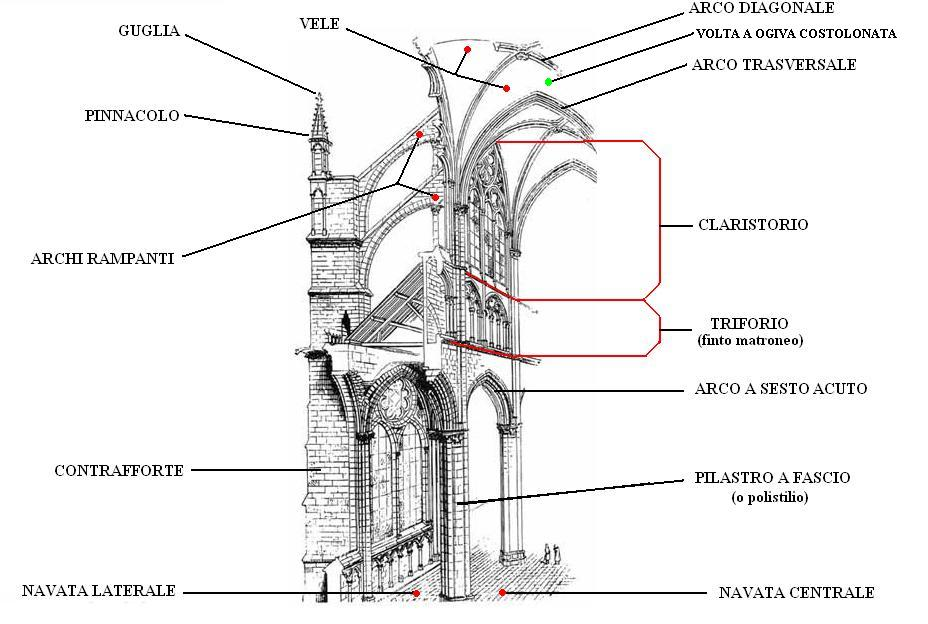 ARCO DIAGONALE
VELE
GUGLIA
VOLTA A OGIVA COSTOLONATA
ARCO TRASVERSALE
PINNACOLO
CLARISTORIO
ARCHI RAMPANTI
TRIFORIO
(finto matroneo)
ARCO A SESTO ACUTO
CONTRAFFORTE
PILASTRO A FASCIO
(o polistilio)
NAVATA LATERALE
NAVATA CENTRALE